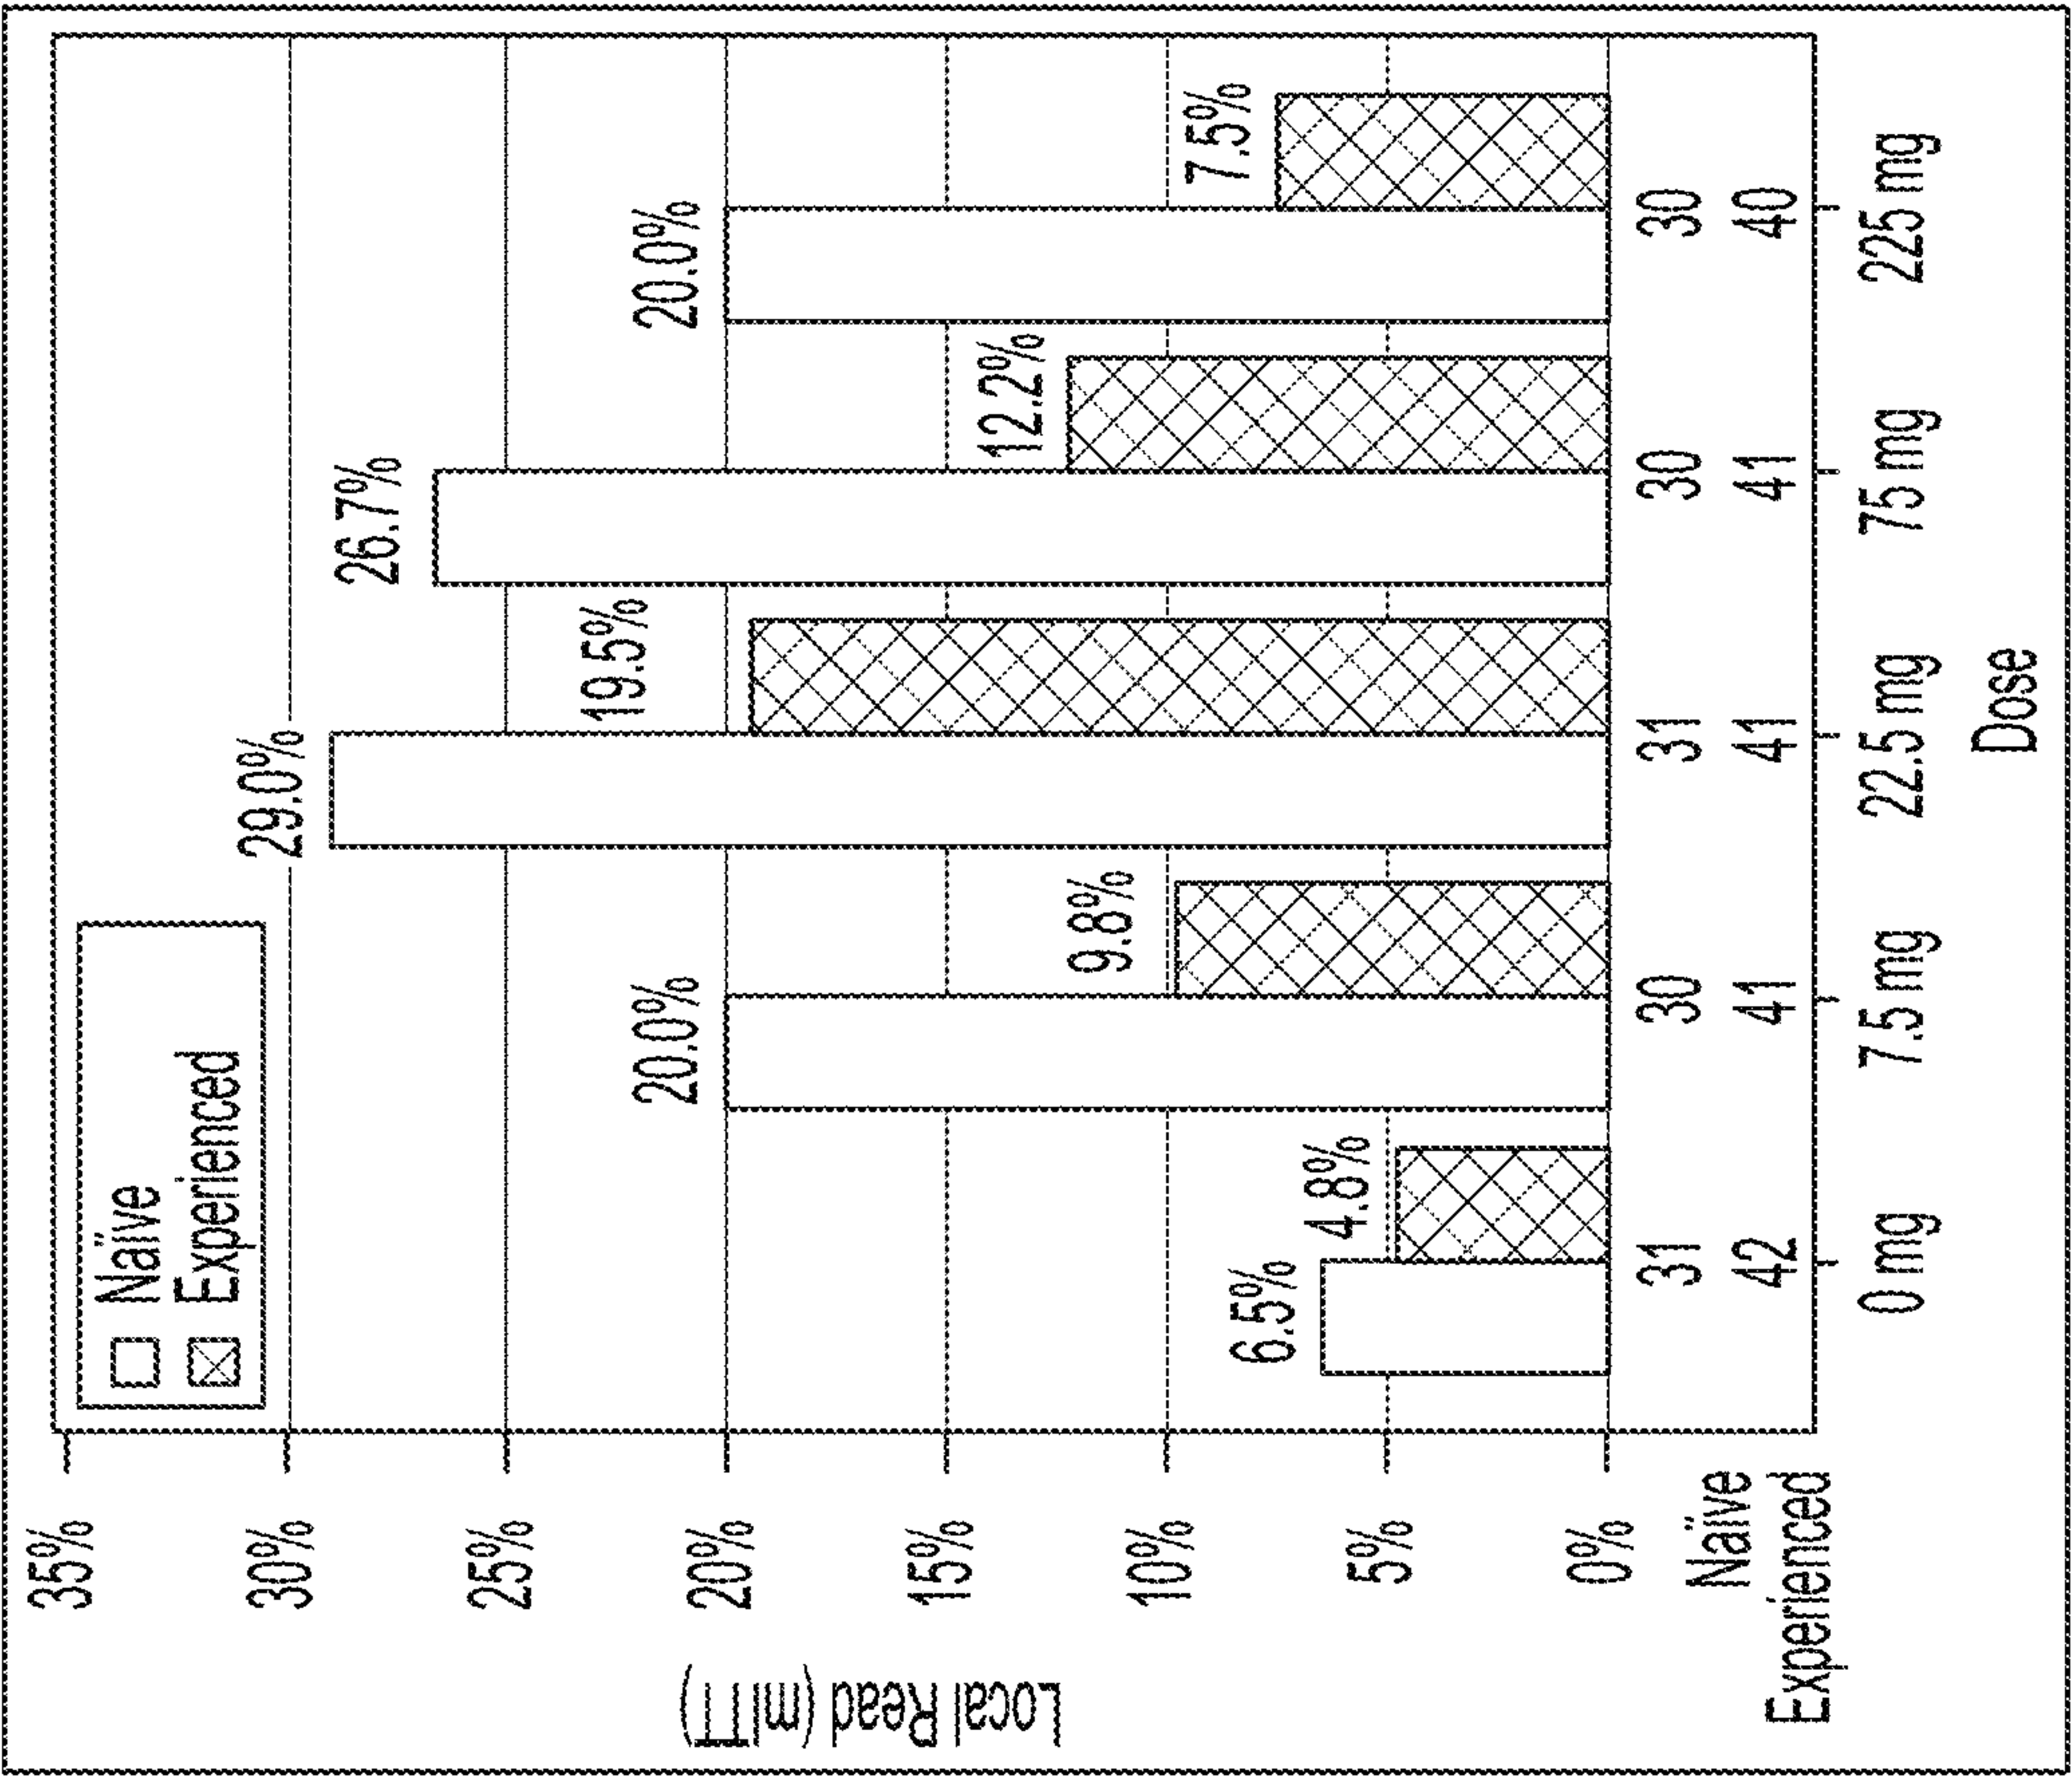 Naïve
Experienced
35%
30%
25%
20%
15%
10%
5%
0%
Local Read (mITT)
6.5%
4.8%
20.0%
9.8%
29.0%
19.5%
26.7%
12.2%
20.0%
7.5%
Naïve 31 30 31 30 30
Experienced 42 41 41 41 40
0 mg 7.5 mg 22.5 mg 75 mg 225 mg
Dose